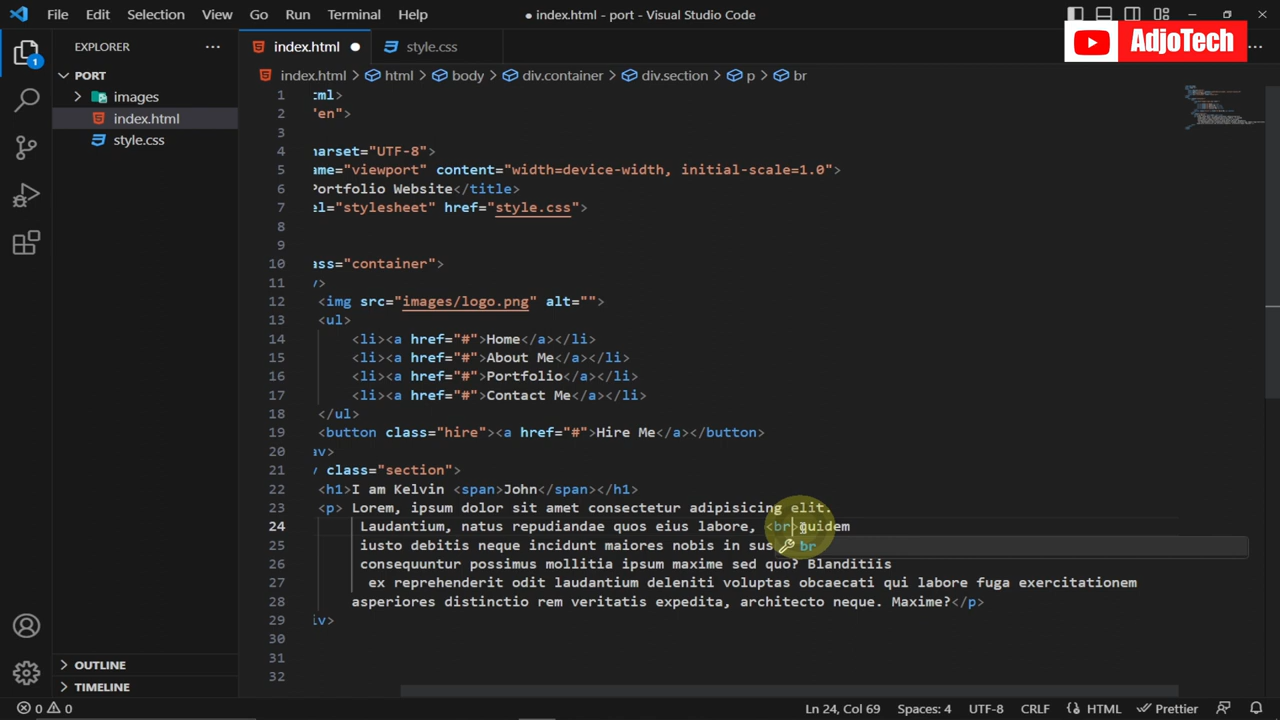 File Edit Selection View Go Run Terminal Help
● index.html - port - Visual Studio Code
AdjoTech
EXPLORER
index.html
style.css
PORT
images
index.html
style.css
index.html > html > body > div.container > div.section > p > br
1 tml>
2 "en">
3
4 harset="UTF-8">
5 name="viewport" content="width=device-width, initial-scale=1.0">
6 Portfolio Website</title>
7 el="stylesheet" href="style.css">
8
9
10 ass="container">
11 v>
12 <img src="images/logo.png" alt="">
13 <ul>
14 <li><a href="#">Home</a></li>
15 <li><a href="#">About Me</a></li>
16 <li><a href="#">Portfolio</a></li>
17 <li><a href="#">Contact Me</a></li>
18 </ul>
19 <button class="hire"><a href="#">Hire Me</a></button>
20 av>
21 v class="section">
22 <h1>I am Kelvin <span>John</span></h1>
23 <p> Lorem, ipsum dolor sit amet consectetur adipisicing elit.
24 Laudantium, natus repudiandae quos eius labore, <br>quidem
25 iusto debitis neque incidunt maiores nobis in sus
br
26 consequuntur possimus mollitia ipsum maxime sed quo? Blanditiis
27 ex reprehenderit odit laudantium deleniti voluptas obcaecati qui labore fuga exercitationem
28 asperiores distinctio rem veritatis expedita, architecto neque. Maxime?</p>
29 iv>
30
31
32
OUTLINE
TIMELINE
0 0
Ln 24, Col 69 Spaces: 4 UTF-8 CRLF HTML Prettier
1